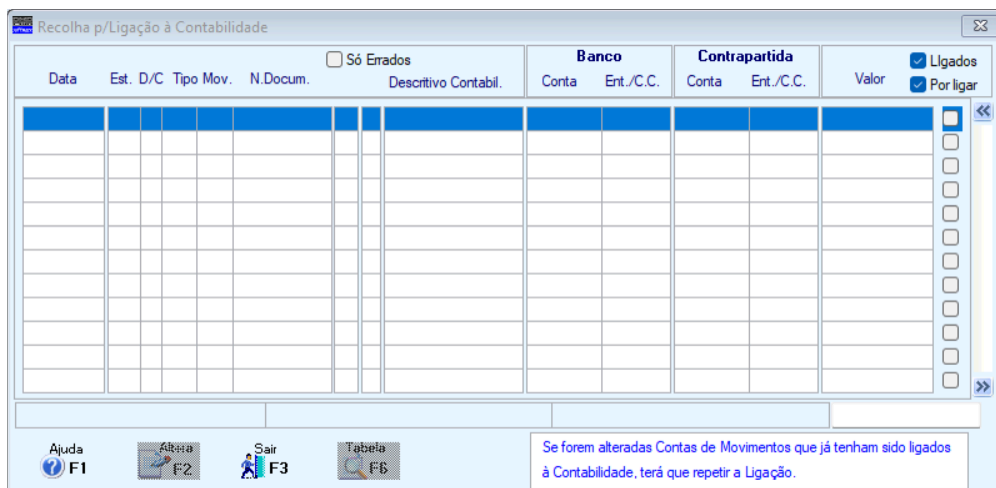 Recolha p/Ligação à Contabilidade
Só Errados
Banco
Contrapartida
LIgados
Data Est. D/C Tipo Mov. N.Docum. Descritivo Contabil. Conta Ent./C.C. Conta Ent./C.C. Valor Por ligar
Ajuda
F1
Altera
F2
Sair
F3
Tabela
F6
Se forem alteradas Contas de Movimentos que já tenham sido ligados
à Contabilidade, terá que repetir a Ligação.